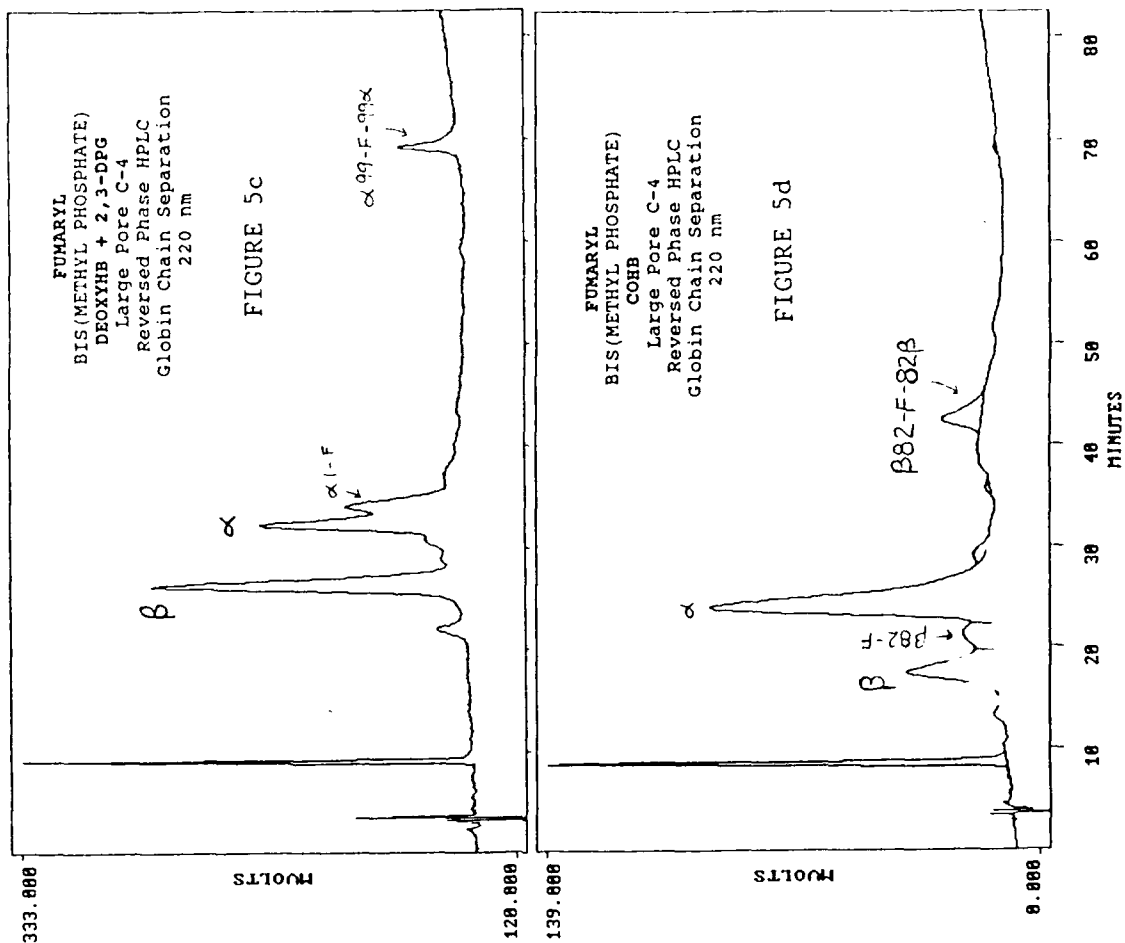 333.000
MVOLTS
120.000
FUMARYL
BIS(METHYL PHOSPHATE)
DEOXYHB + 2,3-DPG
Large Pore C-4
Reversed Phase HPLC
Globin Chain Separation
220 nm
FIGURE 5c
β
α
α1-F
α99-F-99α
139.000
MVOLTS
0.000
FUMARYL
BIS(METHYL PHOSPHATE)
COHB
Large Pore C-4
Reversed Phase HPLC
Globin Chain Separation
220 nm
FIGURE 5d
β
β82-F
α
β82-F-82β
10 20 30 40 50 60 70 80
MINUTES